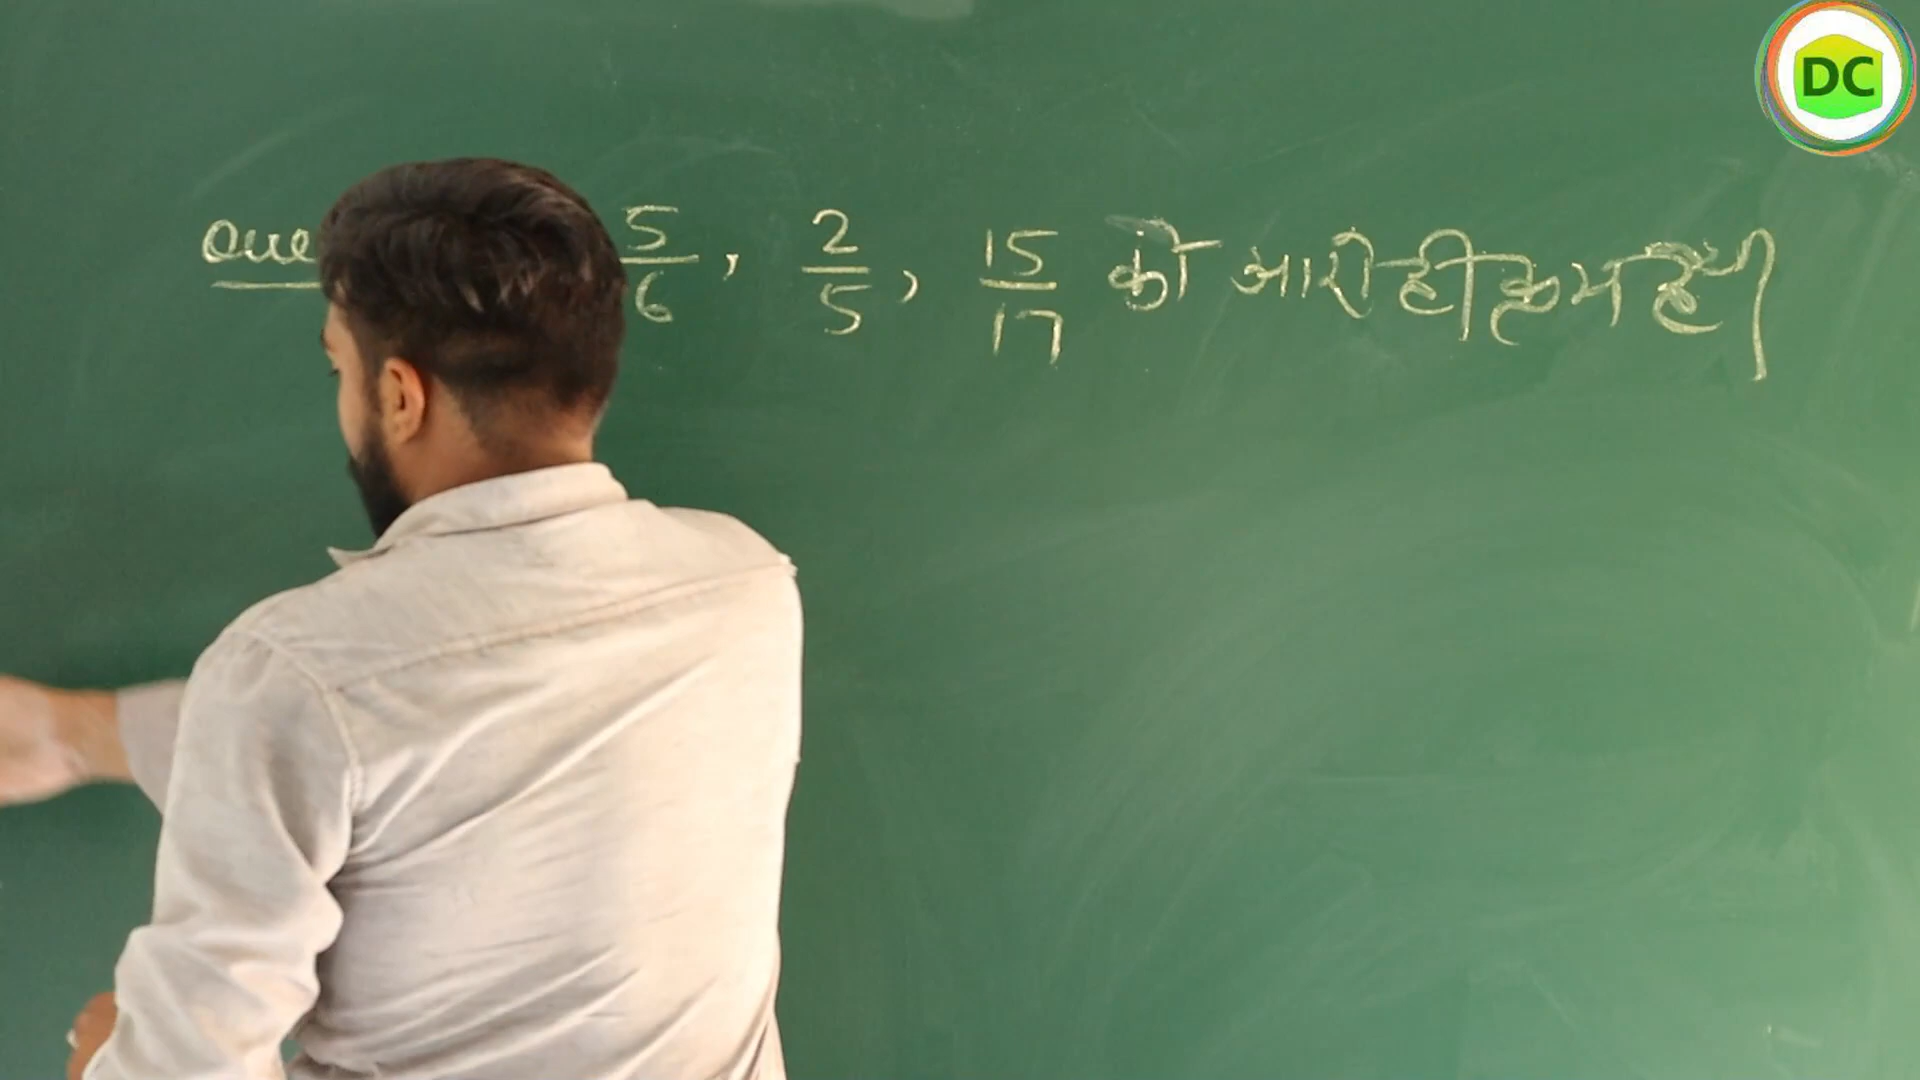 Que 5/6, 2/5, 15/17 को आरोही क्रम है।
DC